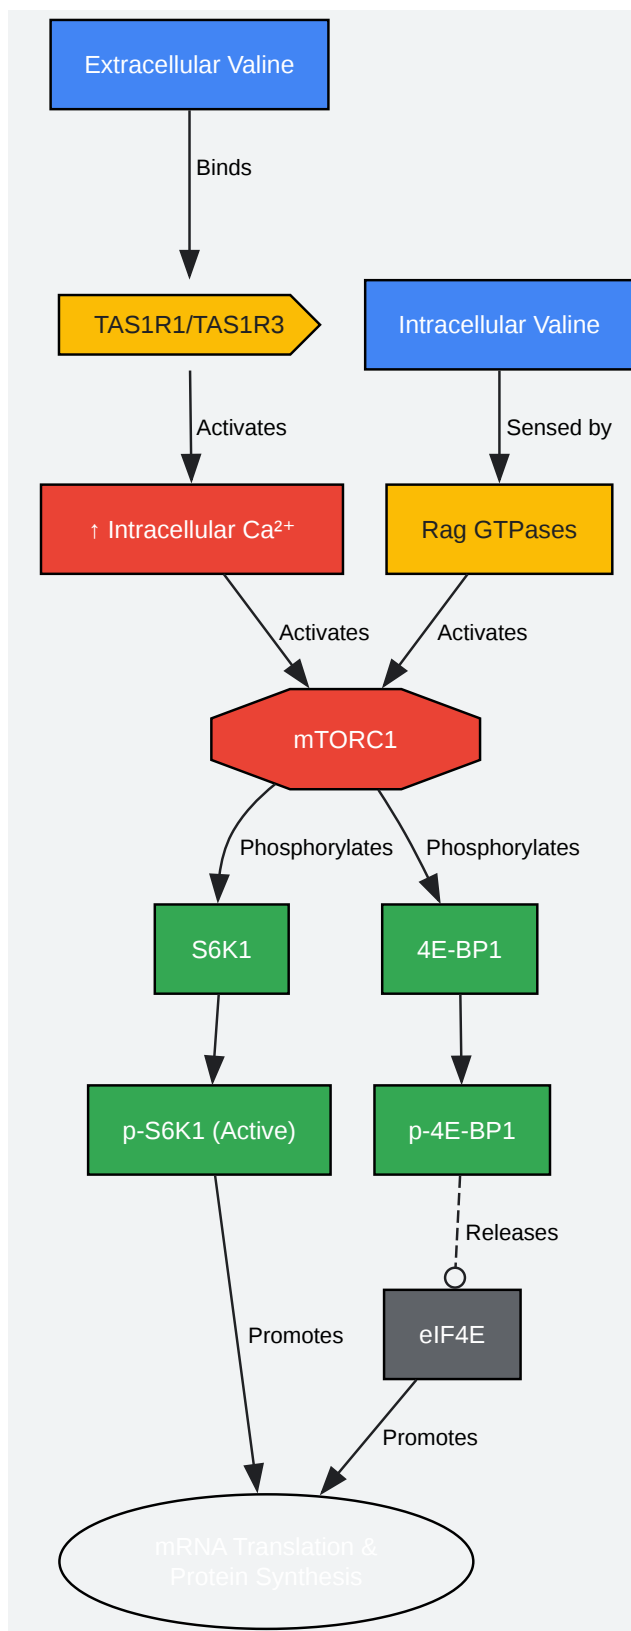 Extracellular Valine
Binds
TAS1R1/TAS1R3
Intracellular Valine
Activates
Sensed by
↑ Intracellular Ca²⁺
Rag GTPases
Activates
Activates
mTORC1
Phosphorylates
Phosphorylates
S6K1
4E-BP1
p-S6K1 (Active)
p-4E-BP1
Releases
Promotes
eIF4E
Promotes
mRNA Translation &
Protein Synthesis